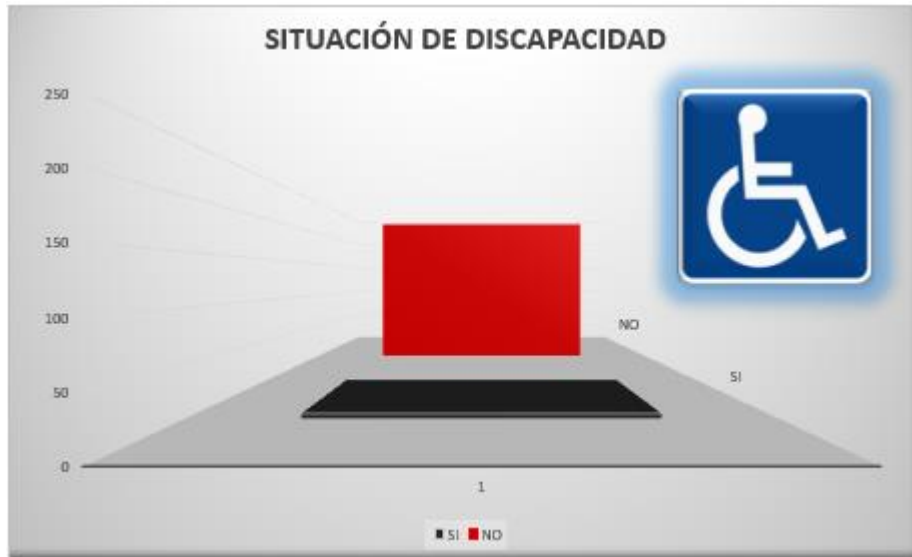 SITUACIÓN DE DISCAPACIDAD
250
200
150
100
50
0
NO
SI
1
SI NO